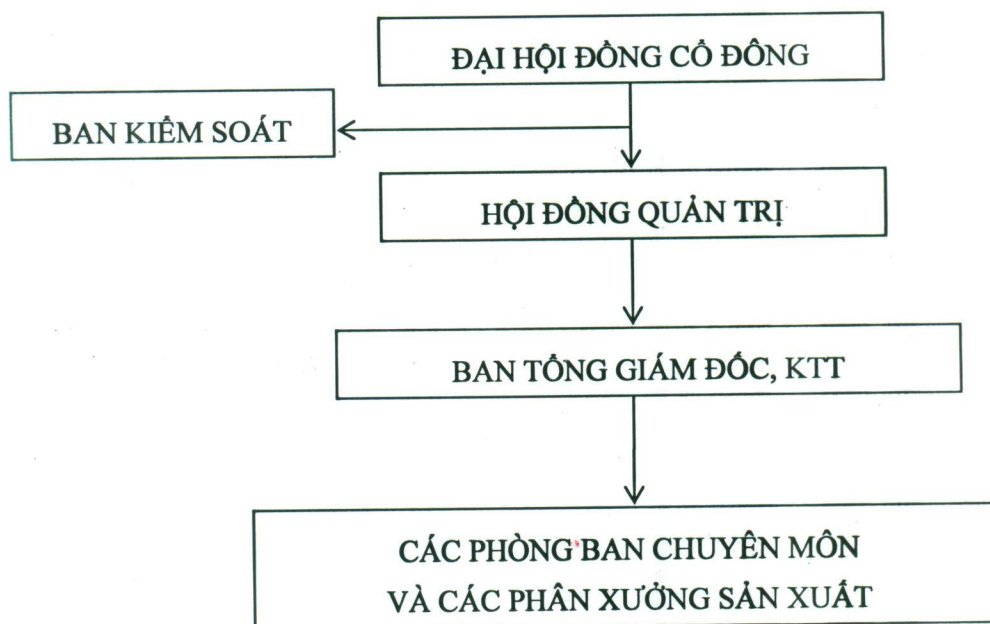 ĐẠI HỘI ĐỒNG CỔ ĐÔNG
BAN KIỂM SOÁT
HỘI ĐỒNG QUẢN TRỊ
BAN TỔNG GIÁM ĐỐC, KTT
CÁC PHÒNG BAN CHUYÊN MÔN
VÀ CÁC PHÂN XƯỞNG SẢN XUẤT